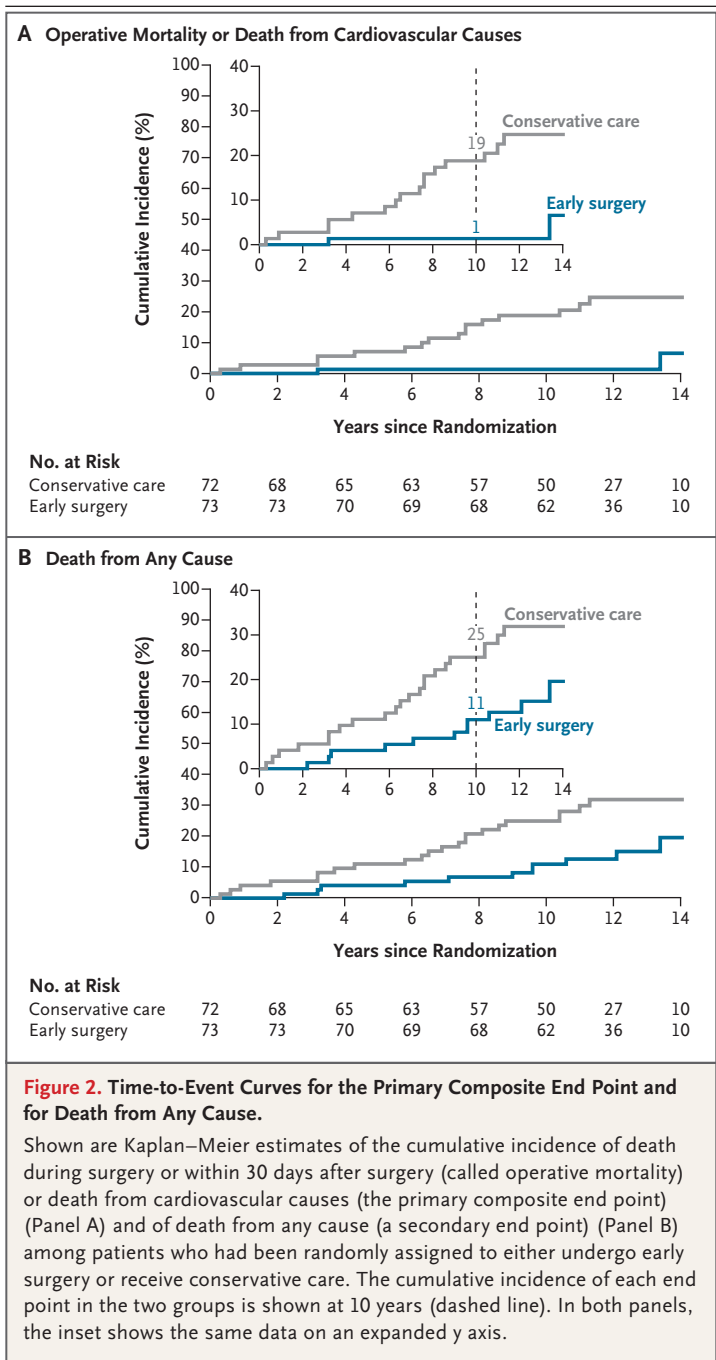 A Operative Mortality or Death from Cardiovascular Causes
Cumulative Incidence (%)
100
90
80
70
60
50
40
30
20
10
0
0 2 4 6 8 10 12 14
40
30
20
10
0
0 2 4 6 8 10 12 14
Conservative care
19
Early surgery
1
Years since Randomization
No. at Risk
Conservative care 72 68 65 63 57 50 27 10
Early surgery 73 73 70 69 68 62 36 10
B Death from Any Cause
Cumulative Incidence (%)
100
90
80
70
60
50
40
30
20
10
0
0 2 4 6 8 10 12 14
40
30
20
10
0
0 2 4 6 8 10 12 14
Conservative care
25
11
Early surgery
Years since Randomization
No. at Risk
Conservative care 72 68 65 63 57 50 27 10
Early surgery 73 73 70 69 68 62 36 10
Figure 2. Time-to-Event Curves for the Primary Composite End Point and
for Death from Any Cause.
Shown are Kaplan–Meier estimates of the cumulative incidence of death
during surgery or within 30 days after surgery (called operative mortality)
or death from cardiovascular causes (the primary composite end point)
(Panel A) and of death from any cause (a secondary end point) (Panel B)
among patients who had been randomly assigned to either undergo early
surgery or receive conservative care. The cumulative incidence of each end
point in the two groups is shown at 10 years (dashed line). In both panels,
the inset shows the same data on an expanded y axis.